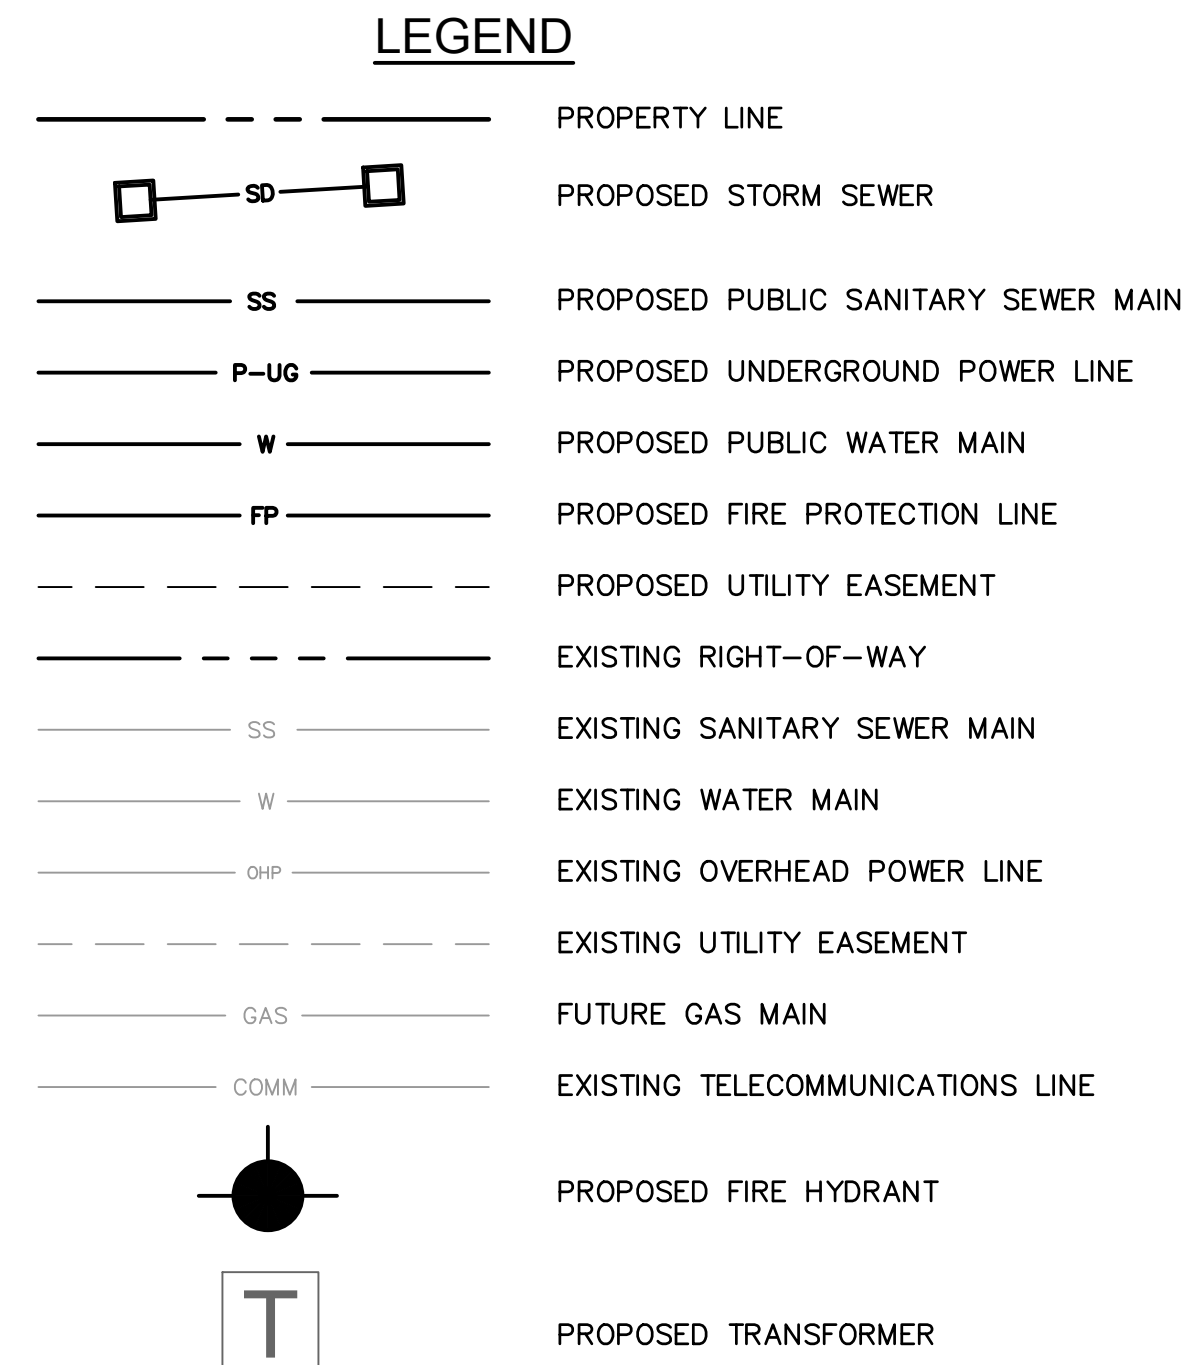 LEGEND
PROPERTY LINE
SD PROPOSED STORM SEWER
SS PROPOSED PUBLIC SANITARY SEWER MAIN
P-UG PROPOSED UNDERGROUND POWER LINE
W PROPOSED PUBLIC WATER MAIN
FP PROPOSED FIRE PROTECTION LINE
PROPOSED UTILITY EASEMENT
EXISTING RIGHT-OF-WAY
SS EXISTING SANITARY SEWER MAIN
W EXISTING WATER MAIN
OHP EXISTING OVERHEAD POWER LINE
EXISTING UTILITY EASEMENT
GAS FUTURE GAS MAIN
COMM EXISTING TELECOMMUNICATIONS LINE
PROPOSED FIRE HYDRANT
T PROPOSED TRANSFORMER